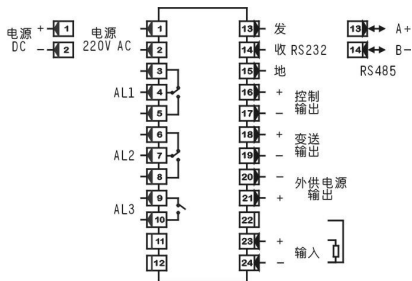 电源 DC
+ 1
- 2
电源 220V AC
1
2
3
AL1 4
5
6
AL2 7
8
9
AL3 10
11
12
13 发
14 收 RS232
15 地
16 + 控制
17 - 输出
18 + 变送
19 - 输出
20 - 外供电源
21 + 输出
22
23 + 输入
24 -
13 A+
14 B-
RS485